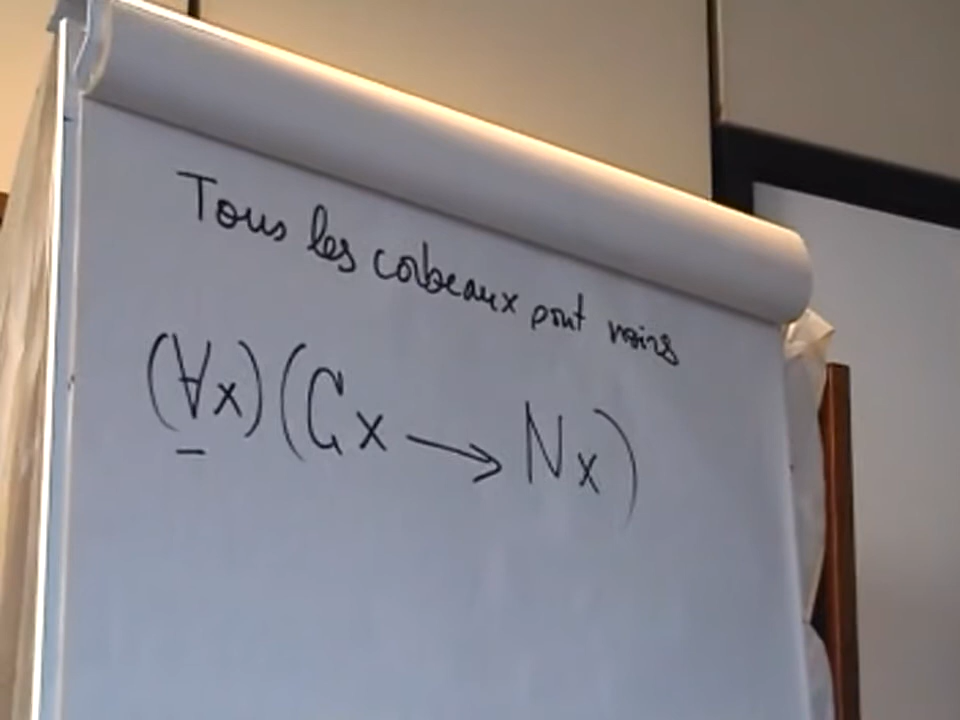 Tous les corbeaux sont noirs
(∀x)(Cx → Nx)